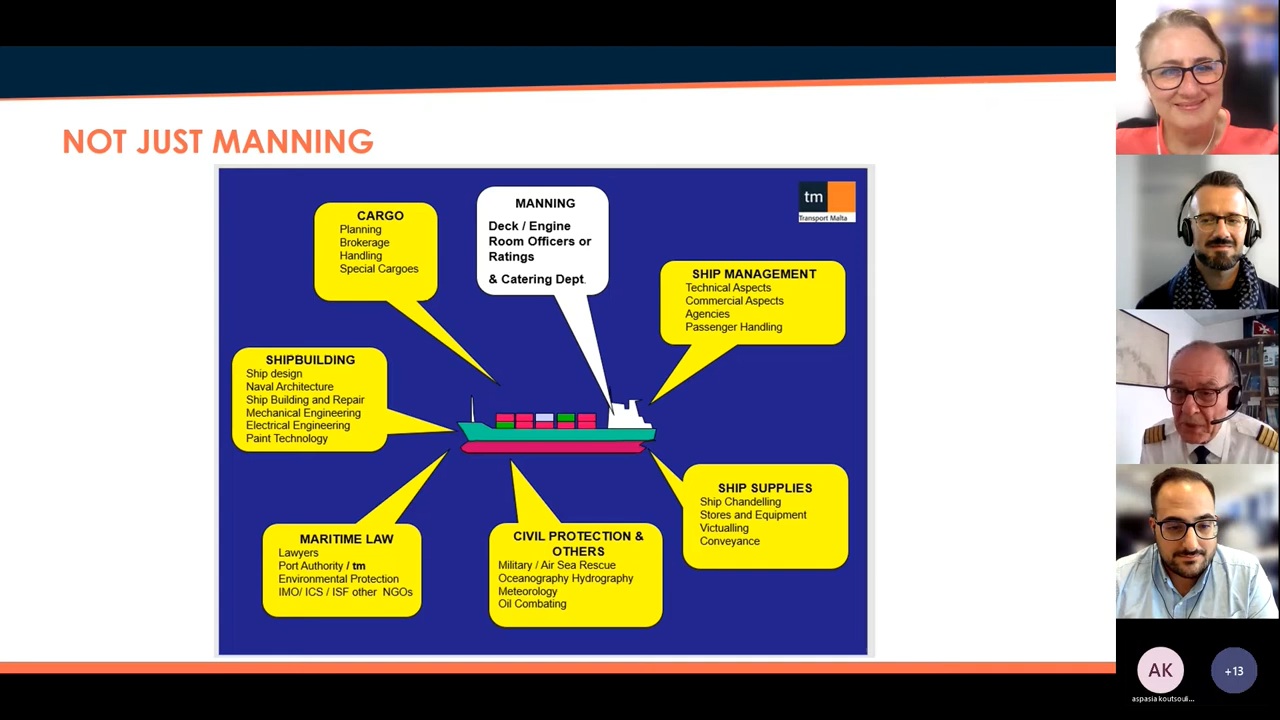 NOT JUST MANNING
CARGO
Planning
Brokerage
Handling
Special Cargoes
MANNING
Deck / Engine
Room Officers or
Ratings
& Catering Dept.
tm
Transport Malta
SHIP MANAGEMENT
Technical Aspects
Commercial Aspects
Agencies
Passenger Handling
SHIPBUILDING
Ship design
Naval Architecture
Ship Building and Repair
Mechanical Engineering
Electrical Engineering
Paint Technology
SHIP SUPPLIES
Ship Chandelling
Stores and Equipment
Victualling
Conveyance
MARITIME LAW
Lawyers
Port Authority / tm
Environmental Protection
IMO/ ICS / ISF other NGOs
CIVIL PROTECTION &
OTHERS
Military / Air Sea Rescue
Oceanography Hydrography
Meteorology
Oil Combating
AK
+13
aspasia koutsouli...